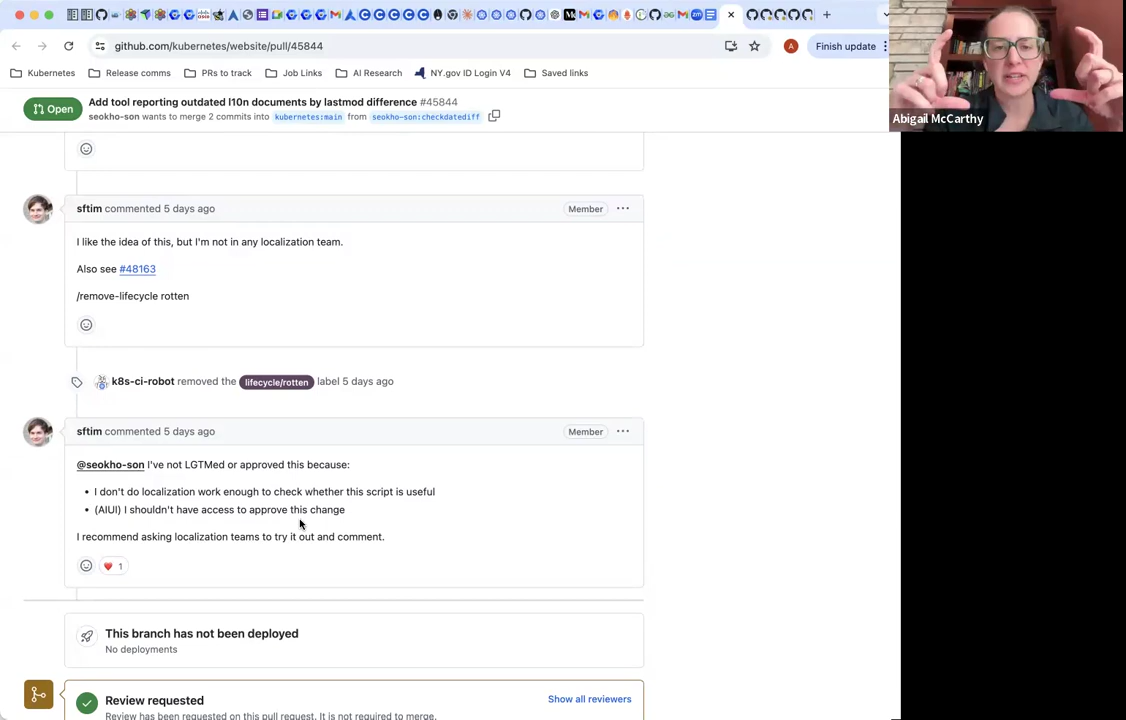 github.com/kubernetes/website/pull/45844
A
Finish update
Kubernetes
Release comms
PRs to track
Job Links
AI Research
NY.gov ID Login V4
Saved links
Abigail McCarthy
Open
Add tool reporting outdated l10n documents by lastmod difference #45844
seokho-son wants to merge 2 commits into kubernetes:main from seokho-son:checkdatediff
sftim commented 5 days ago
Member
I like the idea of this, but I'm not in any localization team.
Also see #48163
/remove-lifecycle rotten
k8s-ci-robot removed the lifecycle/rotten label 5 days ago
sftim commented 5 days ago
Member
@seokho-son I've not LGTMed or approved this because:
• I don't do localization work enough to check whether this script is useful
• (AIUI) I shouldn't have access to approve this change
I recommend asking localization teams to try it out and comment.
1
This branch has not been deployed
No deployments
Review requested
Show all reviewers
Review has been requested on this pull request. It is not required to merge.